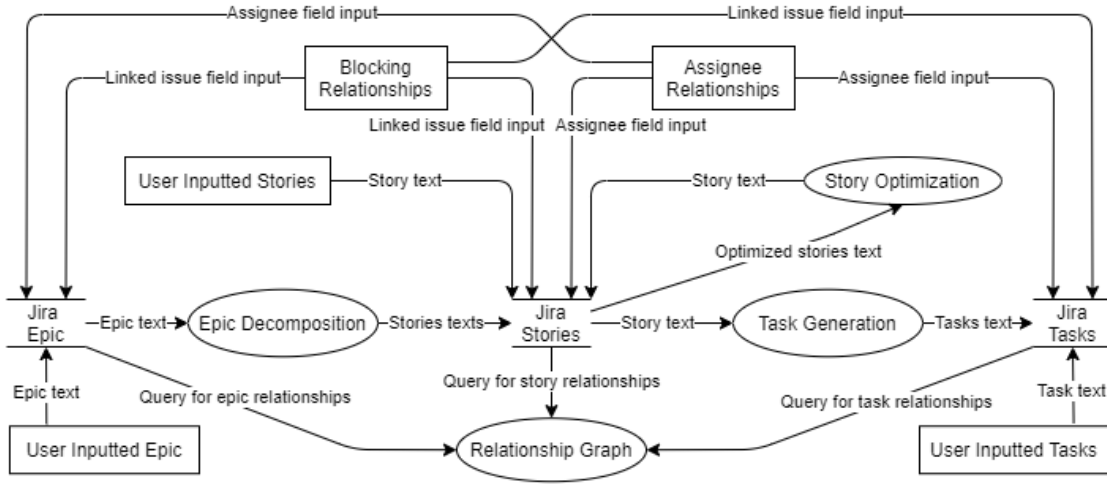 Assignee field input
Linked issue field input
Blocking
Relationships
Assignee
Relationships
Linked issue field input
Assignee field input
Linked issue field input
Assignee field input
User Inputted Stories
Story text
Story text
Story Optimization
Optimized stories text
Jira
Epic
Epic text
Epic Decomposition
Stories texts
Jira
Stories
Story text
Task Generation
Tasks text
Jira
Tasks
Epic text
Query for epic relationships
Query for story relationships
Query for task relationships
Task text
User Inputted Epic
Relationship Graph
User Inputted Tasks